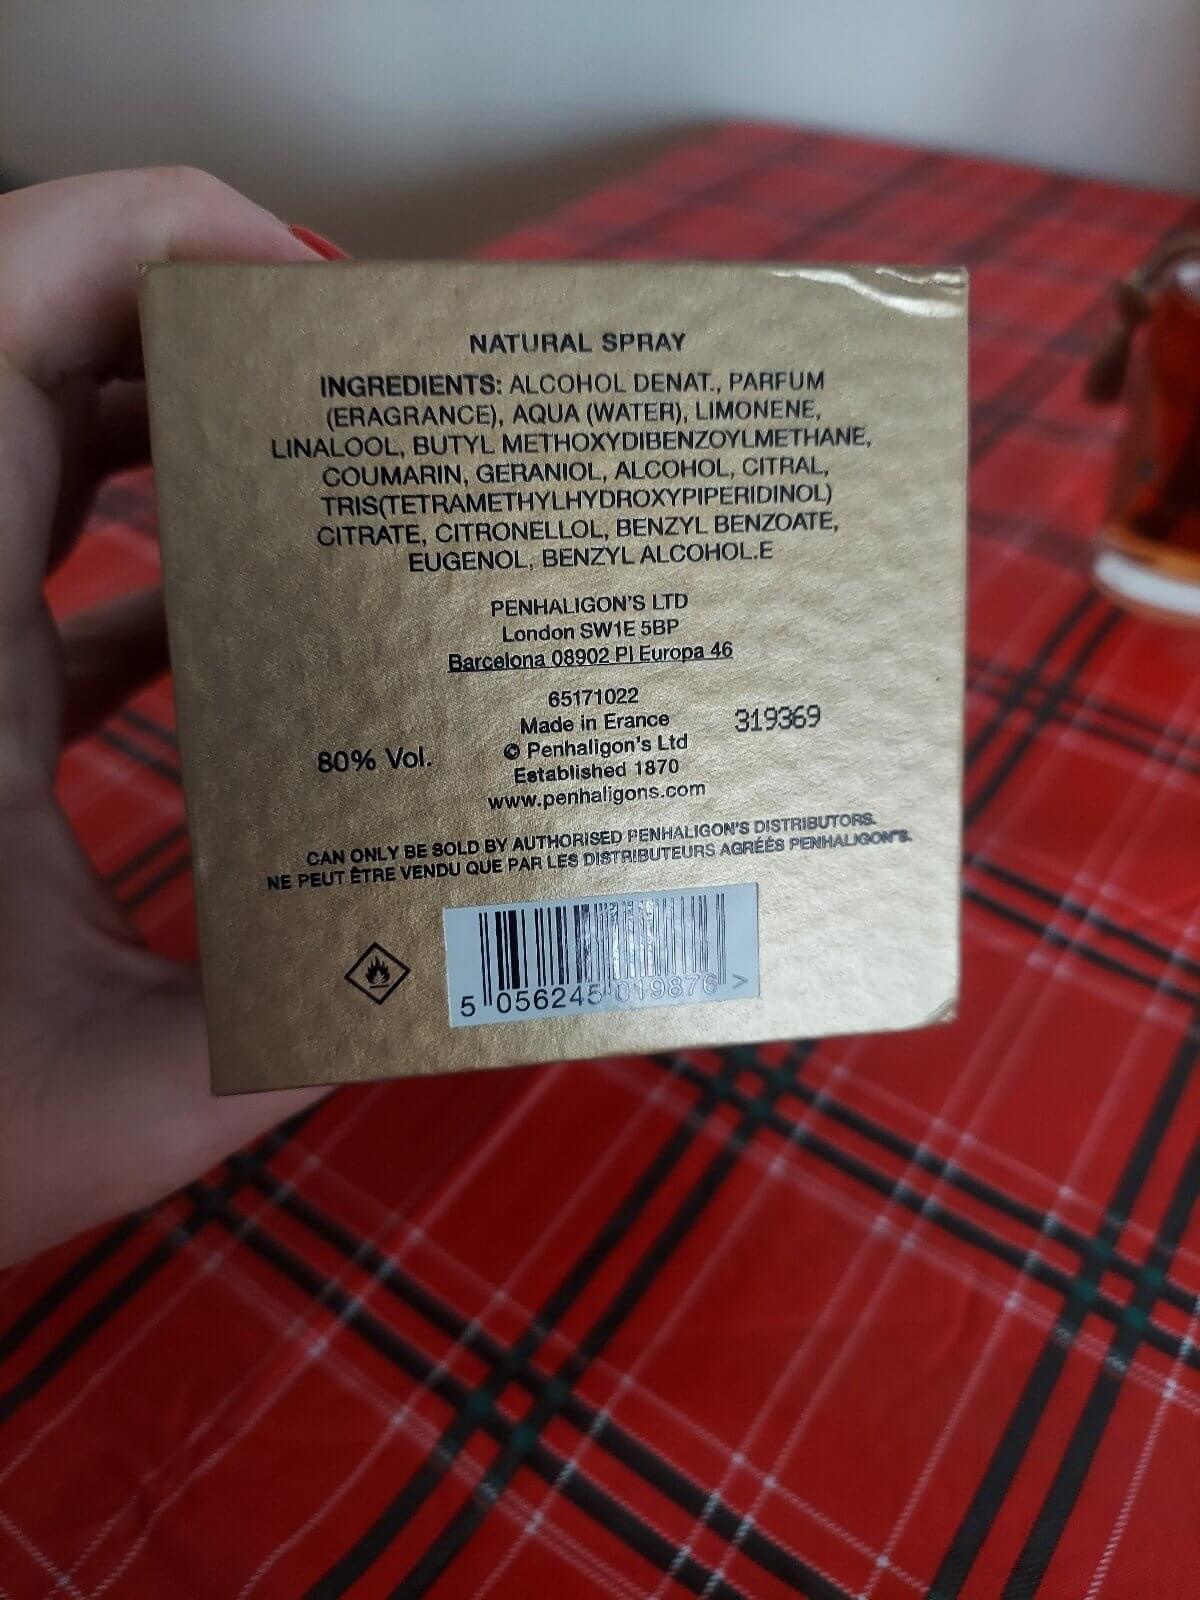 NATURAL SPRAY
INGREDIENTS: ALCOHOL DENAT., PARFUM
(ERAGRANCE), AQUA (WATER), LIMONENE,
LINALOOL, BUTYL METHOXYDIBENZOYLMETHANE,
COUMARIN, GERANIOL, ALCOHOL, CITRAL,
TRIS(TETRAMETHYLHYDROXYPIPERIDINOL)
CITRATE, CITRONELLOL, BENZYL BENZOATE,
EUGENOL, BENZYL ALCOHOL.E
PENHALIGON'S LTD
London SW1E 5BP
Barcelona 08902 Pl Europa 46
65171022
Made in Erance
319369
80% Vol.
© Penhaligon's Ltd
Established 1870
www.penhaligons.com
CAN ONLY BE SOLD BY AUTHORISED PENHALIGON'S DISTRIBUTORS.
NE PEUT ÊTRE VENDU QUE PAR LES DISTRIBUTEURS AGRÉÉS PENHALIGON'S.
5 056245 019876 >